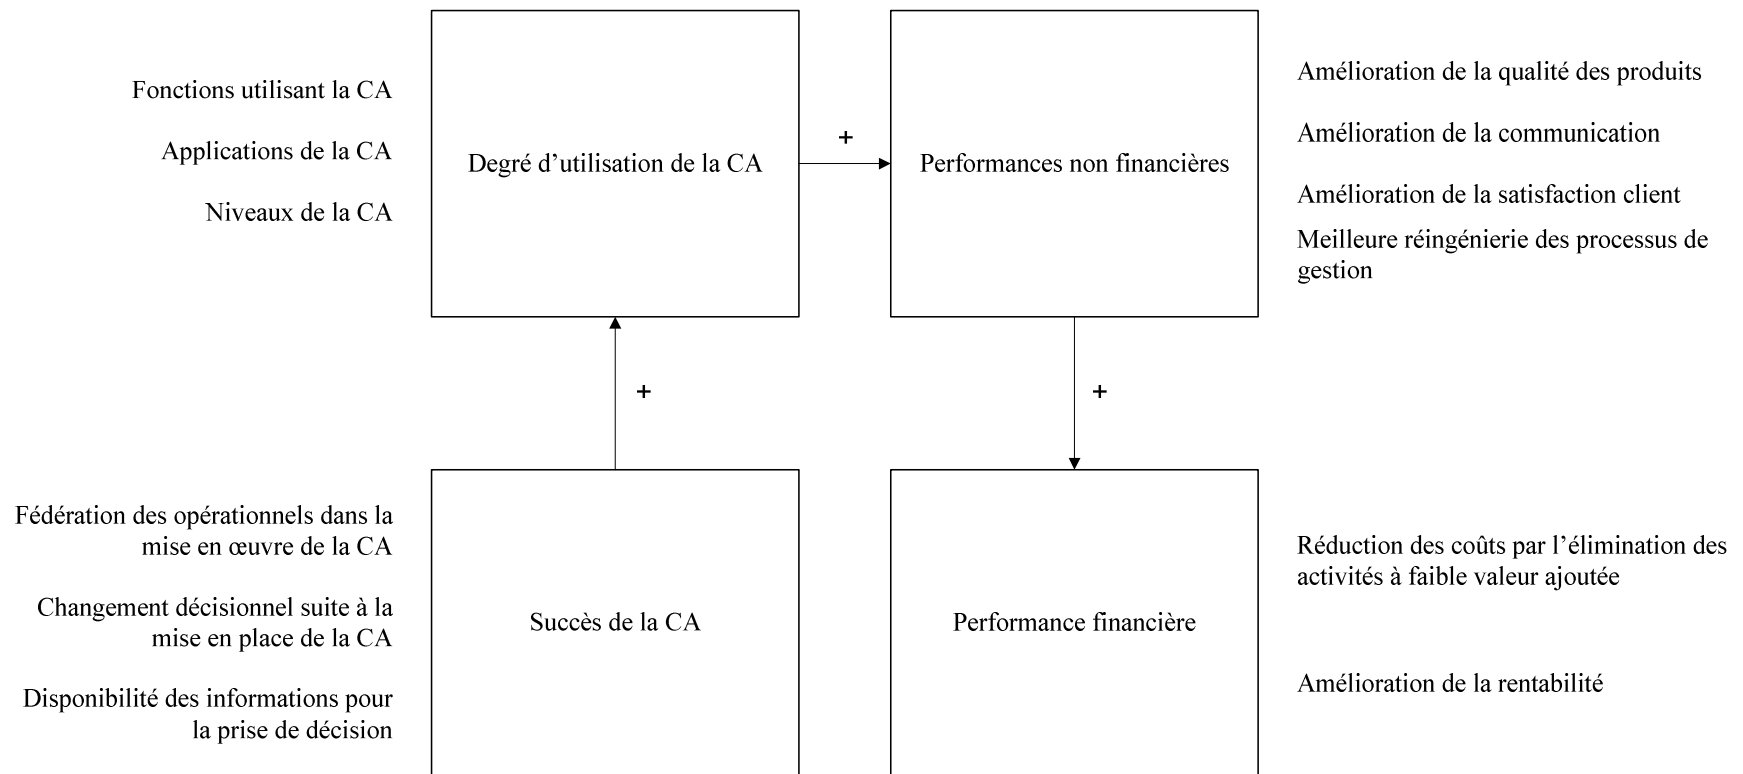 Fonctions utilisant la CA
Applications de la CA
Niveaux de la CA
Degré d’utilisation de la CA
+
Performances non financières
Amélioration de la qualité des produits
Amélioration de la communication
Amélioration de la satisfaction client
Meilleure réingénierie des processus de
gestion
+
+
Fédération des opérationnels dans la
mise en œuvre de la CA
Changement décisionnel suite à la
mise en place de la CA
Disponibilité des informations pour
la prise de décision
Succès de la CA
Performance financière
Réduction des coûts par l’élimination des
activités à faible valeur ajoutée
Amélioration de la rentabilité